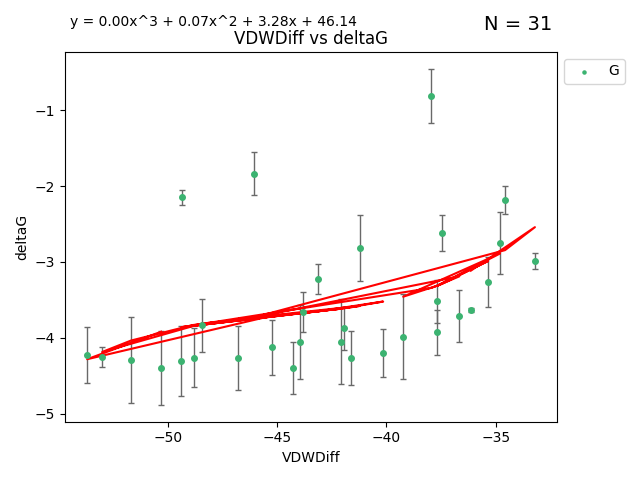 y = 0.00x^3 + 0.07x^2 + 3.28x + 46.14
N = 31
VDWDiff vs deltaG
G
−1
−2
−3
−4
−5
deltaG
−50
−45
−40
−35
VDWDiff